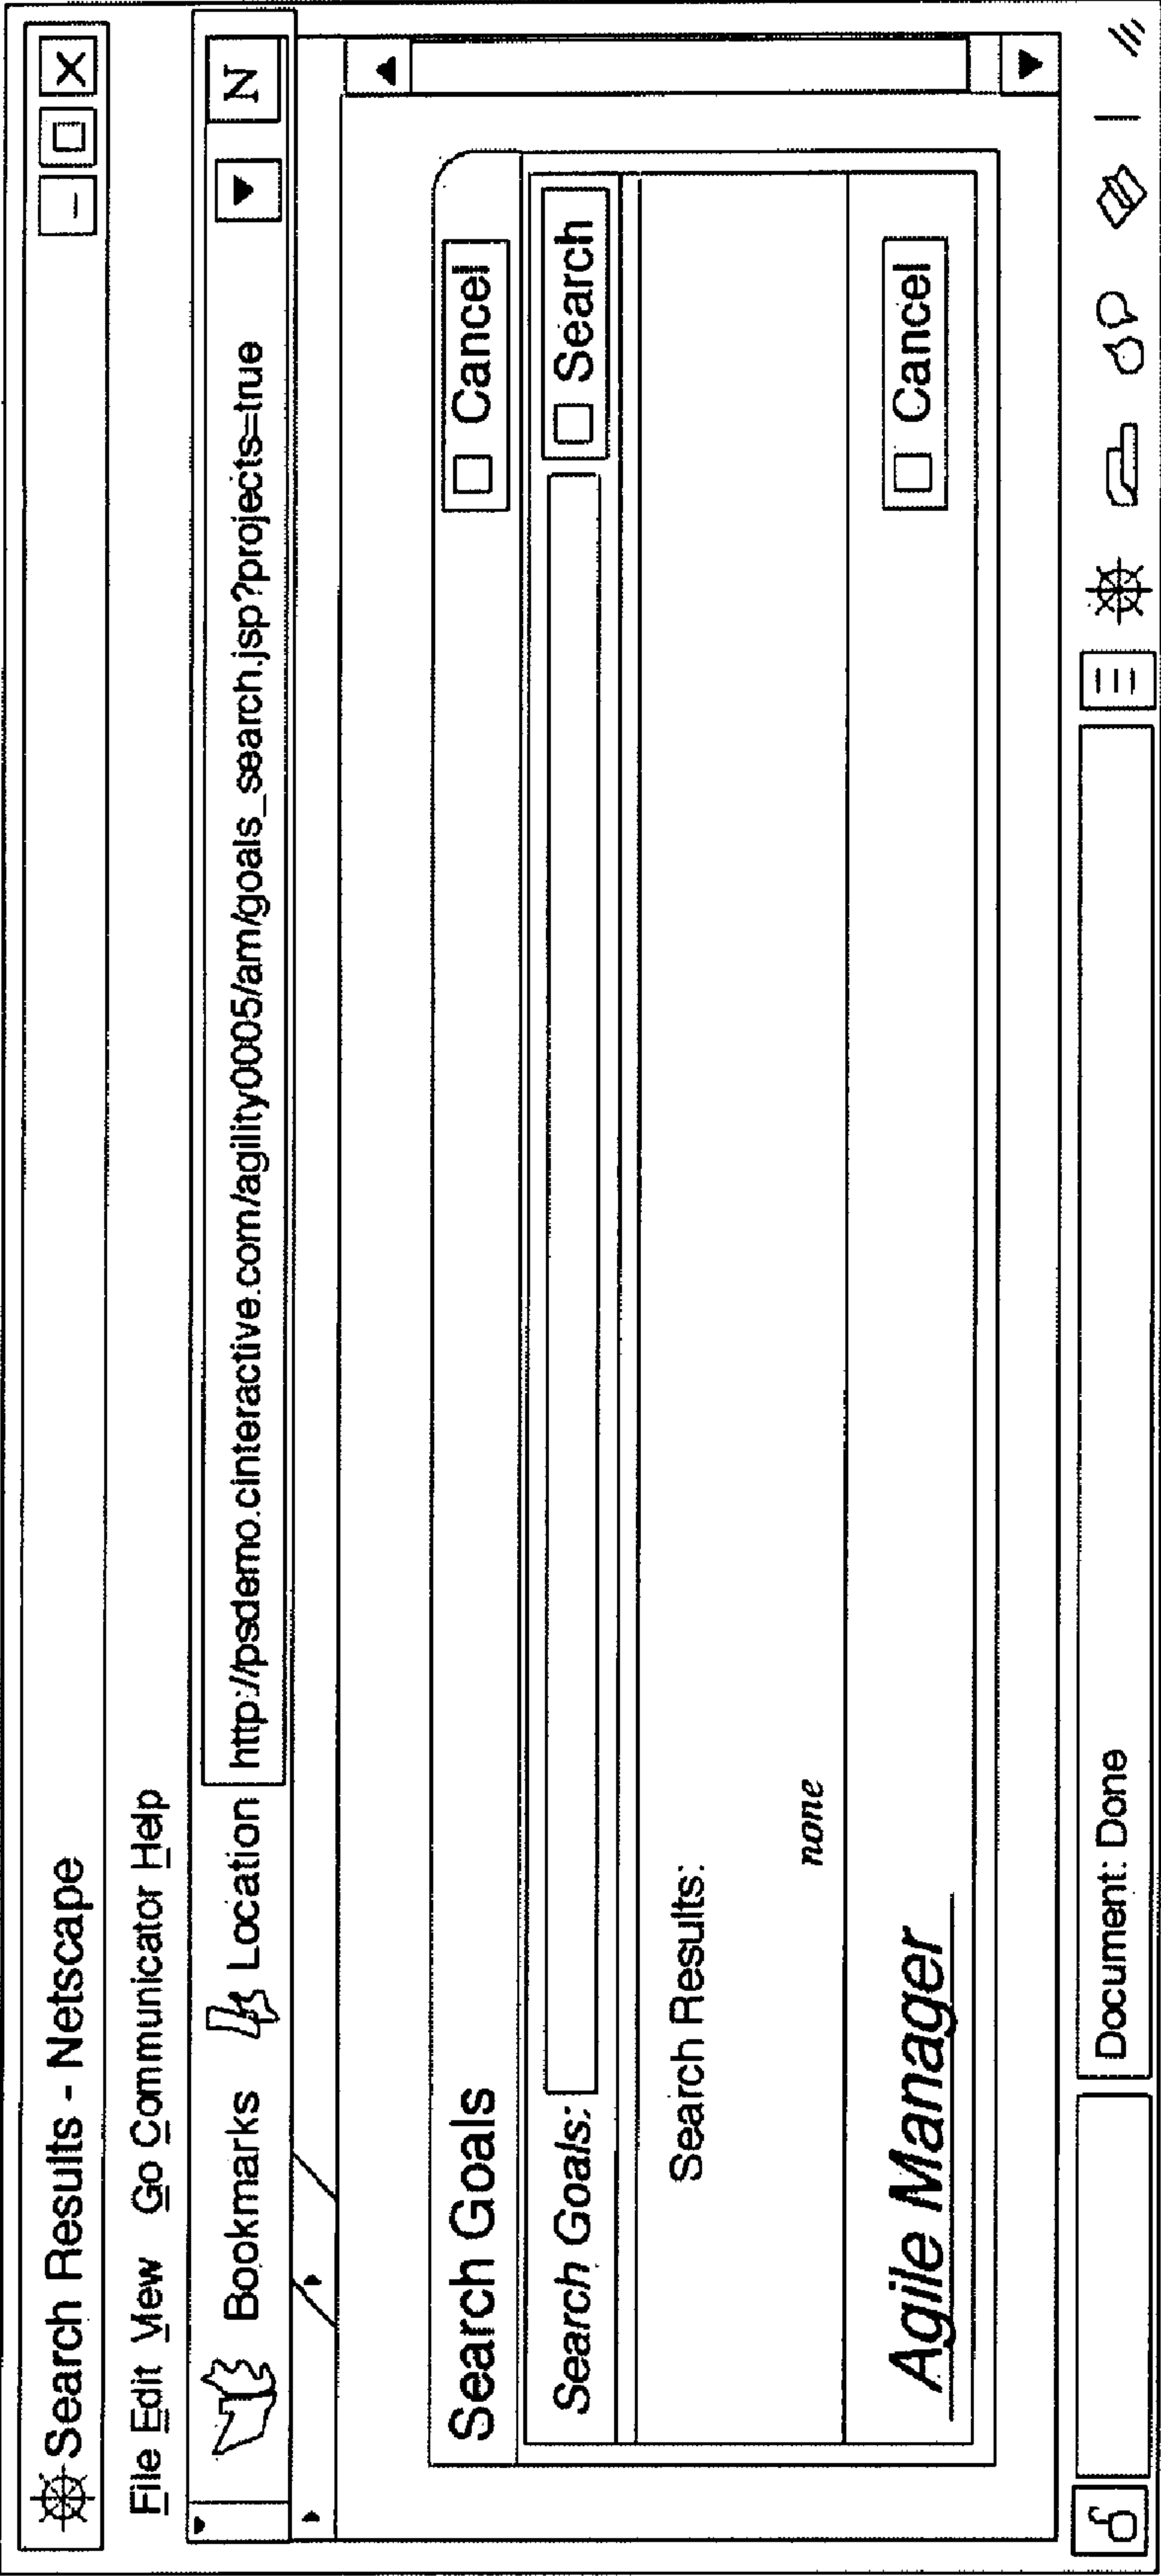 Search Results - Netscape
File Edit View Go Communicator Help
Bookmarks Location http://psdemo.cinteractive.com/agility0005/am/goals_search.jsp?projects=true N
Search Goals Cancel
Search Goals: Search
Search Results:
none
Agile Manager Cancel
Document: Done